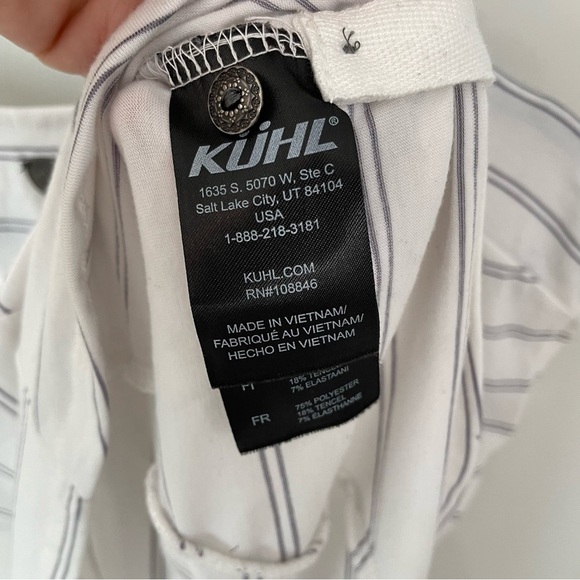 KÜHL®
1635 S. 5070 W, Ste C
Salt Lake City, UT 84104
USA
1-888-218-3181
KUHL.COM
RN#108846
MADE IN VIETNAM/
FABRIQUÉ AU VIETNAM/
HECHO EN VIETNAM
FI 18% TENCEL
7% ELASTAANI
75% POLYESTER
FR 18% TENCEL
7% ELASTHANNE